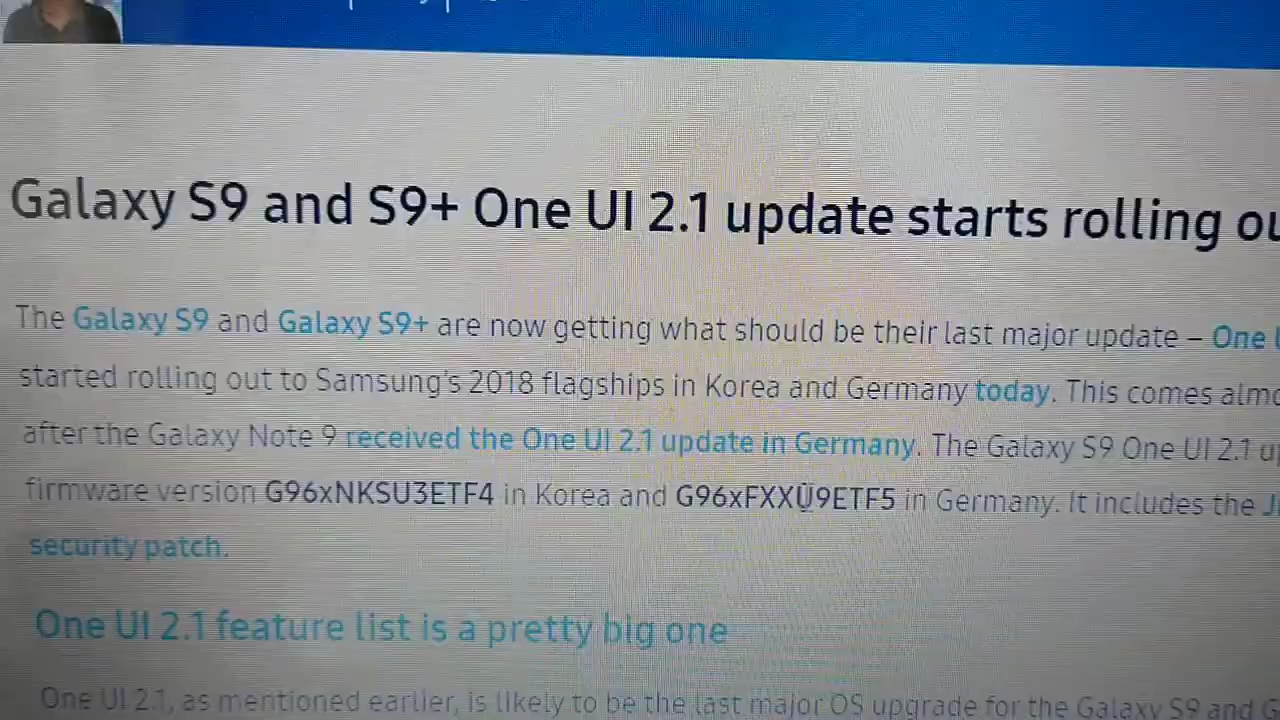 Galaxy S9 and S9+ One UI 2.1 update starts rolling
The Galaxy S9 and Galaxy S9+ are now getting what should be their last major update – One
started rolling out to Samsung's 2018 flagships in Korea and Germany today. This comes
after the Galaxy Note 9 received the One UI 2.1 update in Germany. The Galaxy S9 One UI 2.1
firmware version G96xNKSU3ETF4 in Korea and G96xFXXU9ETF5 in Germany. It includes the
security patch.
One UI 2.1 feature list is a pretty big one
One UI 2.1, as mentioned earlier, is likely to be the last major OS upgrade for the Galaxy S9 and